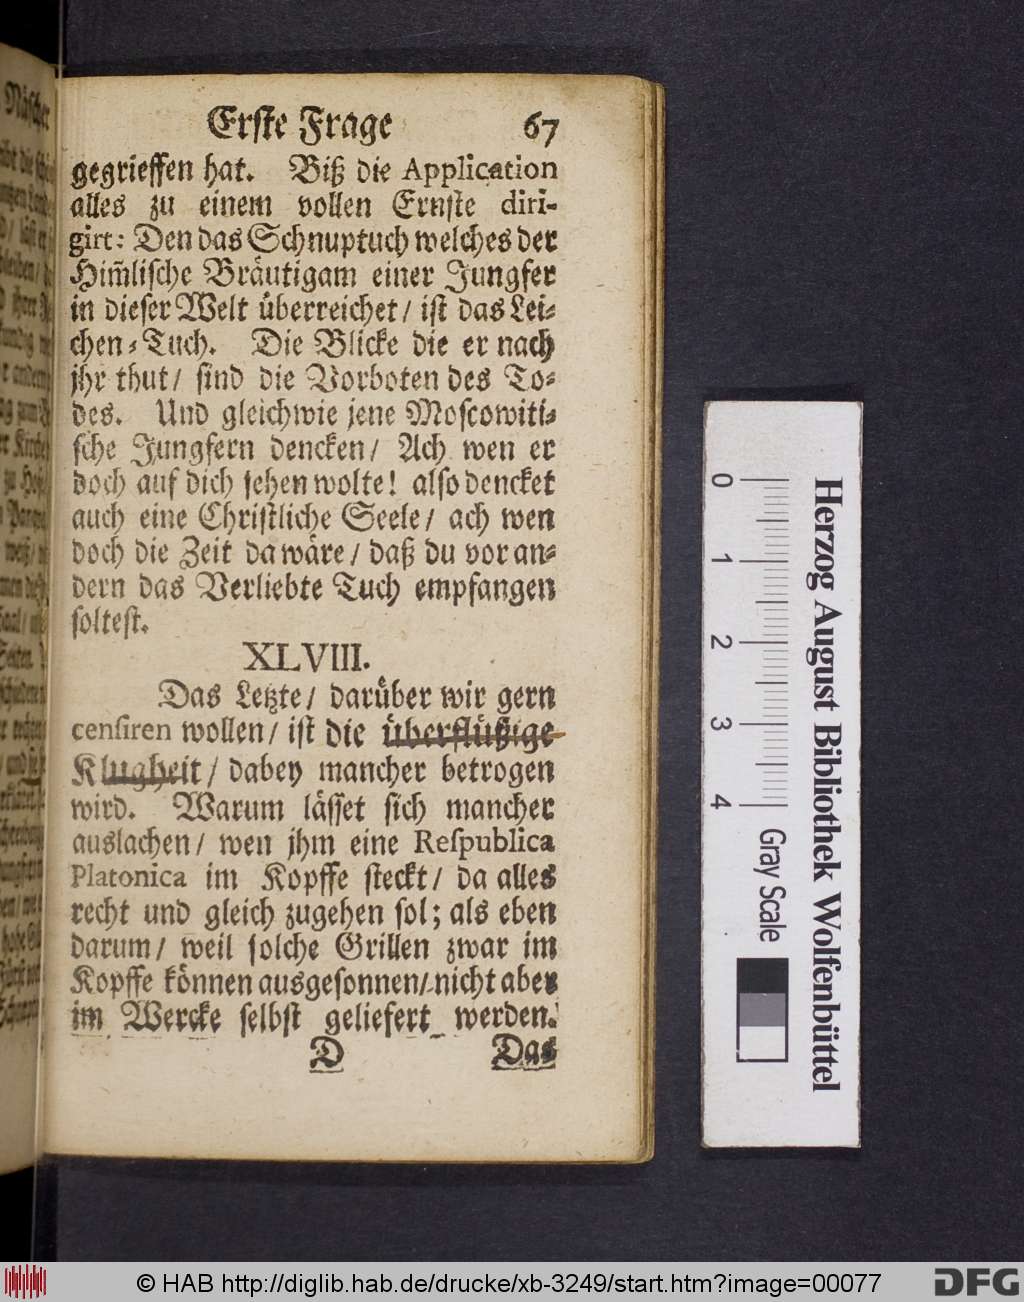 Erste Frage 67
gegrieffen hat. Biß die Application
alles zu einem vollen Ernste diri-
girt: Den das Schnuptuch welches der
Him̃lische Bräutigam einer Jungfer
in dieser Welt überreichet / ist das Lei-
chen-Tuch. Die Blicke die er nach
jhr thut / sind die Vorboten des To-
des. Und gleichwie jene Moscowiti-
sche Jungfern dencken / Ach wen er
doch auf dich sehen wolte! also dencket
auch eine Christliche Seele / ach wen
doch die Zeit da wäre / daß du vor an-
dern das Verliebte Tuch empfangen
soltest.
XLVIII.
Das Letzte / darüber wir gern
censiren wollen / ist die überflüßige
Klugheit / dabey mancher betrogen
wird. Warum lässet sich mancher
auslachen / wen jhm eine Respublica
Platonica im Kopffe steckt / da alles
recht und gleich zugehen sol; als eben
darum / weil solche Grillen zwar im
Kopffe können ausgesonnen / nicht aber
im Wercke selbst geliefert werden.
D Das
0 1 2 3 4
Gray Scale
Herzog August Bibliothek Wolfenbüttel
© HAB http://diglib.hab.de/drucke/xb-3249/start.htm?image=00077
DFG